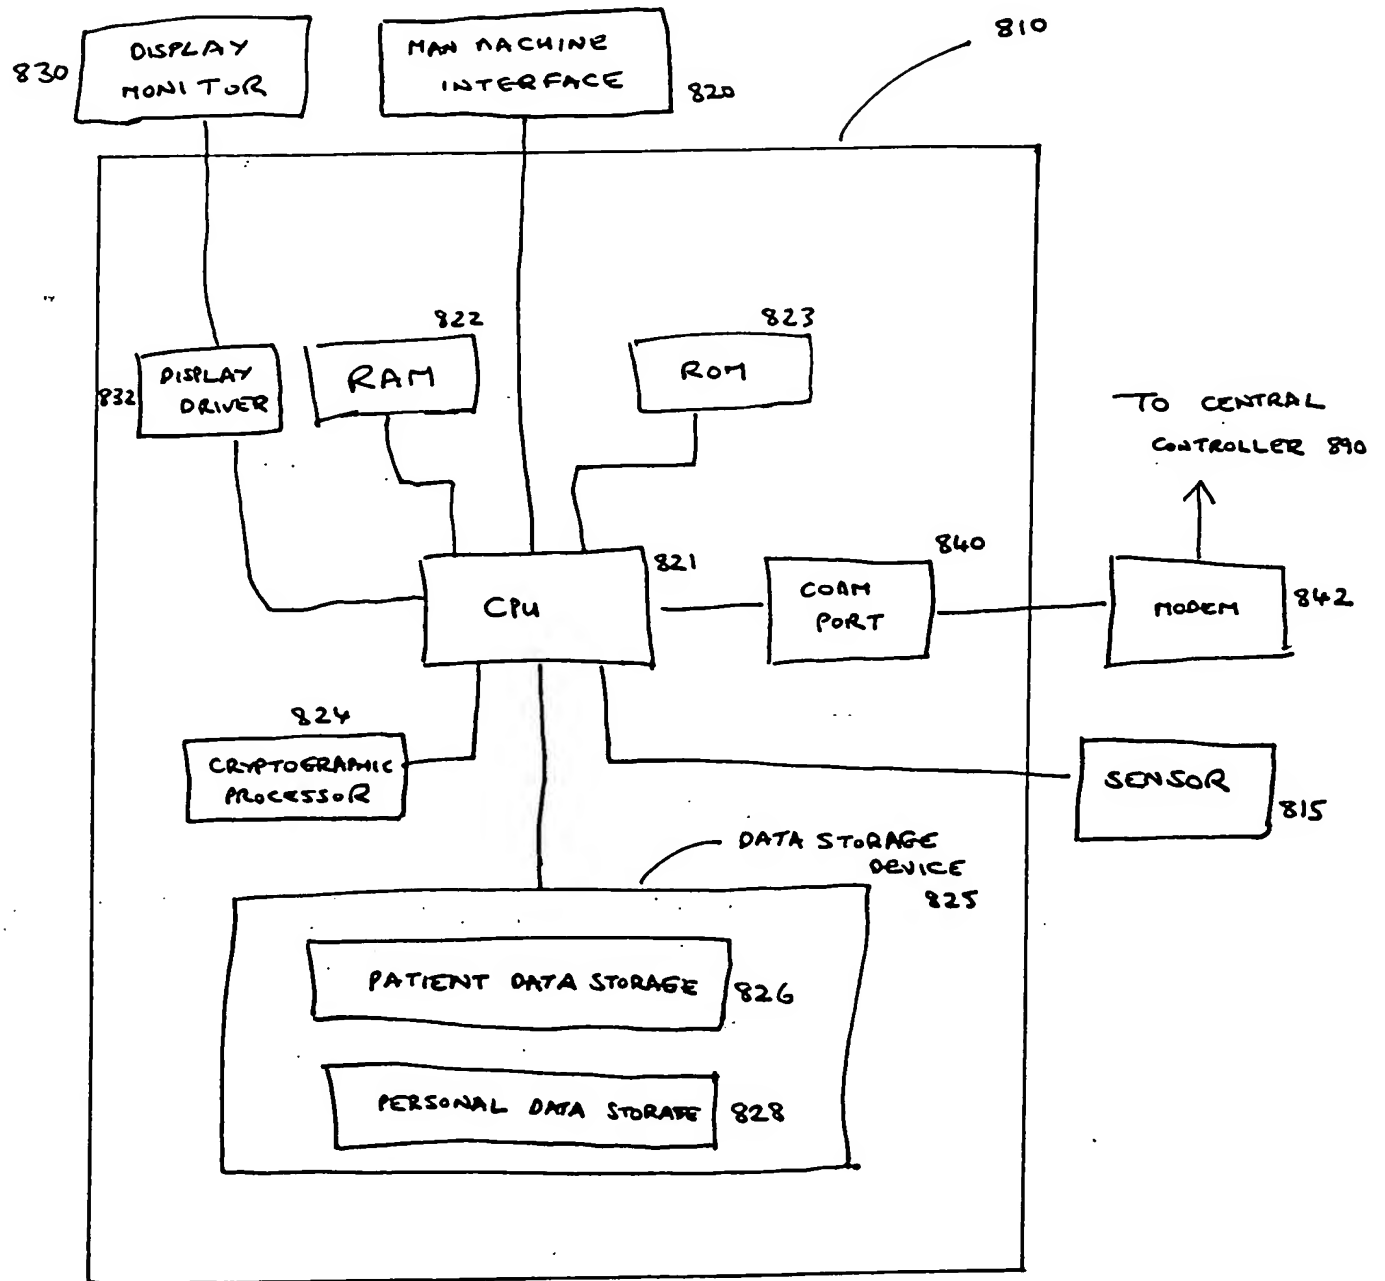 810
DISPLAY
MONITOR
830
MAN MACHINE
INTERFACE
820
822
RAM
823
ROM
DISPLAY
DRIVER
832
TO CENTRAL
CONTROLLER 890
821
CPU
840
COMM
PORT
MODEM
842
824
CRYPTOGRAPHIC
PROCESSOR
SENSOR
815
DATA STORAGE
DEVICE
825
PATIENT DATA STORAGE
826
PERSONAL DATA STORAGE
828